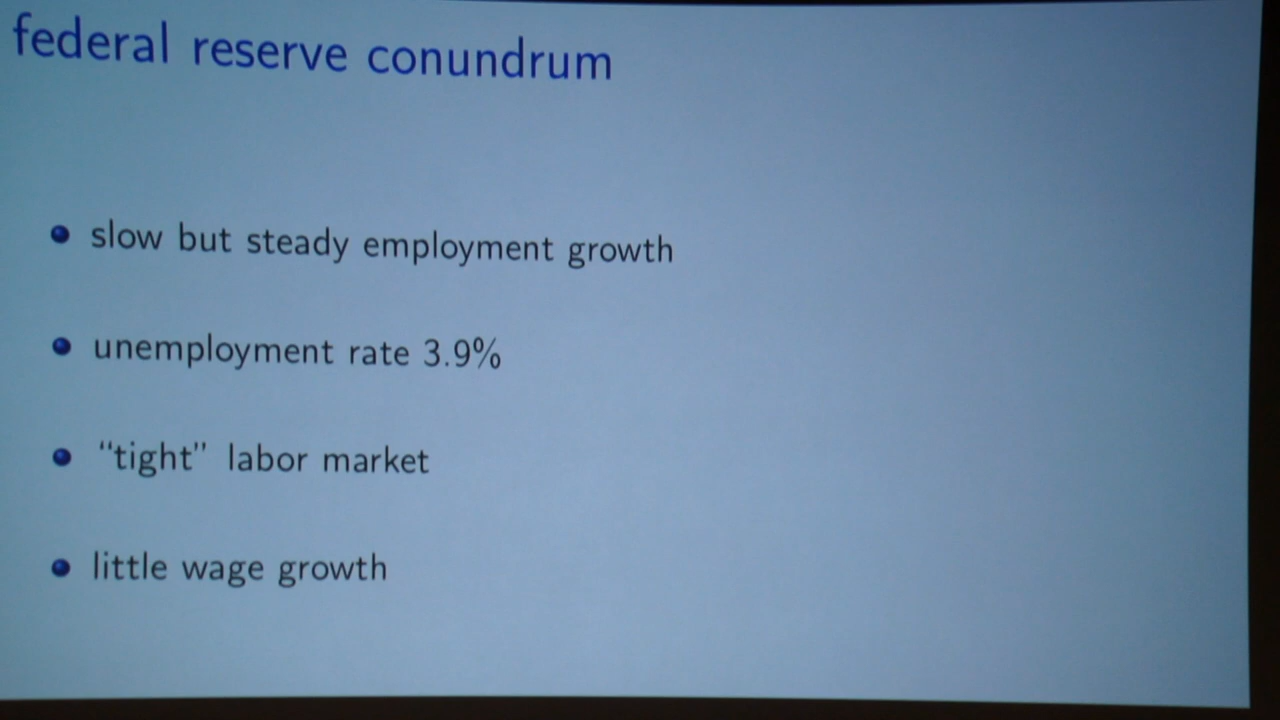 federal reserve conundrum
slow but steady employment growth
unemployment rate 3.9%
“tight” labor market
little wage growth